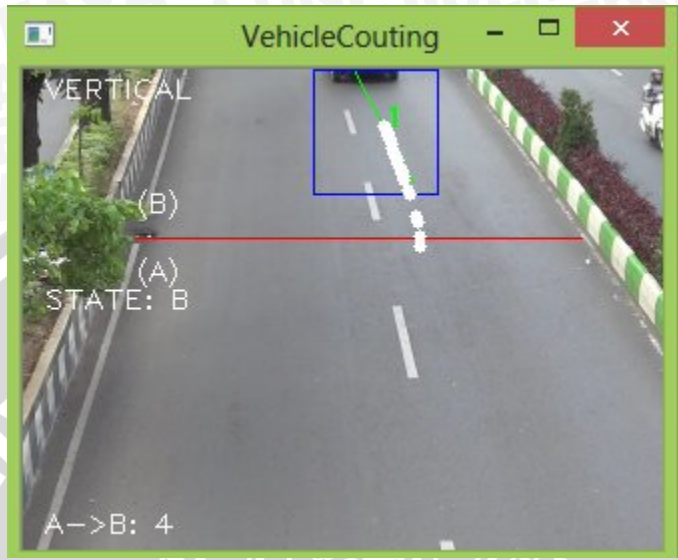 VehicleCouting
VERTICAL
1
(B)
(A)
STATE: B
A->B: 4